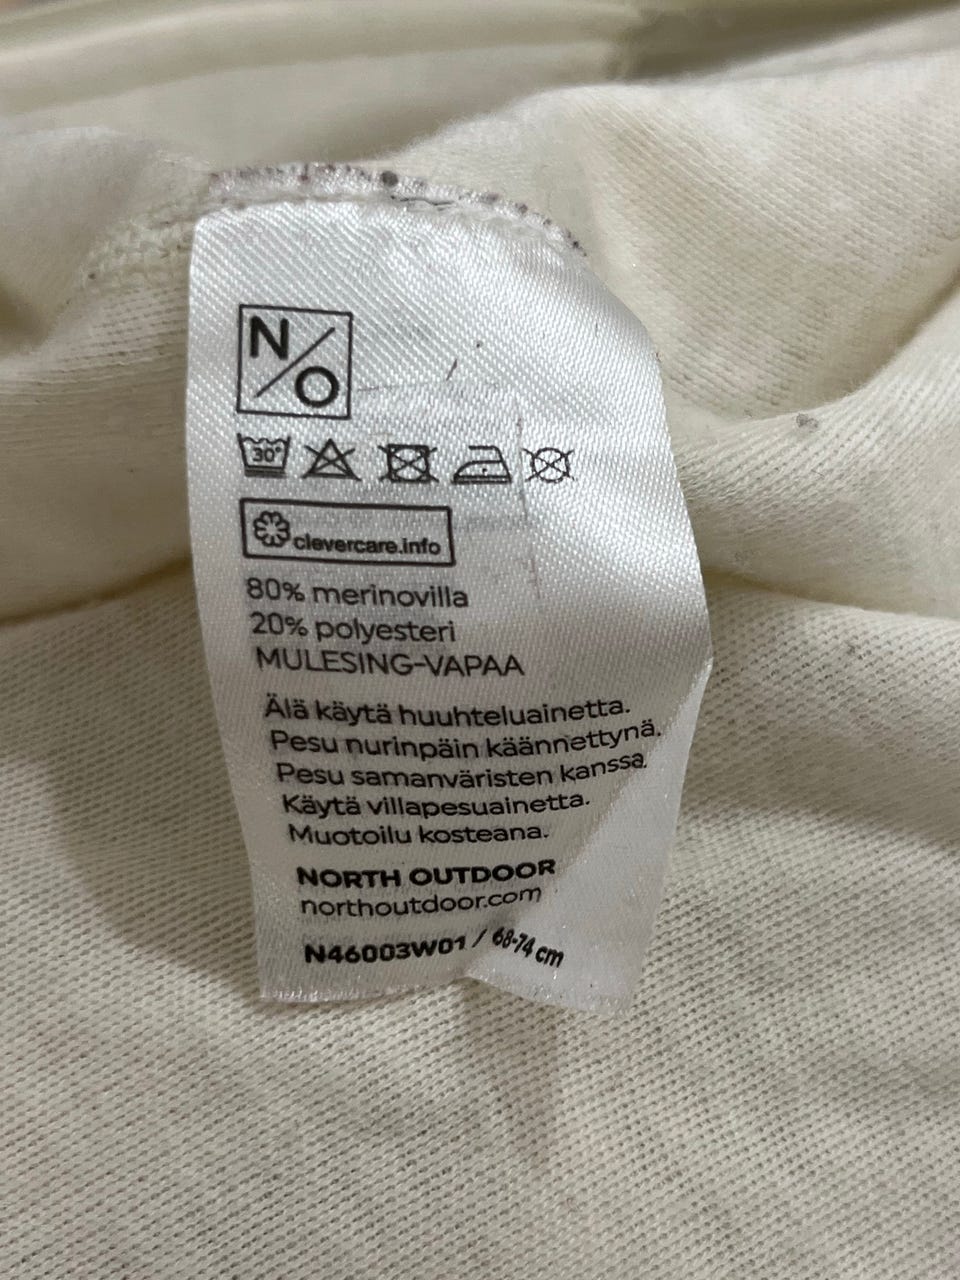 N/O
30°
clevercare.info
80% merinovilla
20% polyesteri
MULESING-VAPAA
Älä käytä huuhteluainetta.
Pesu nurinpäin käännettynä.
Pesu samanväristen kanssa.
Käytä villapesuainetta.
Muotoilu kosteana.
NORTH OUTDOOR
northoutdoor.com
N46003W01 / 68-74 cm